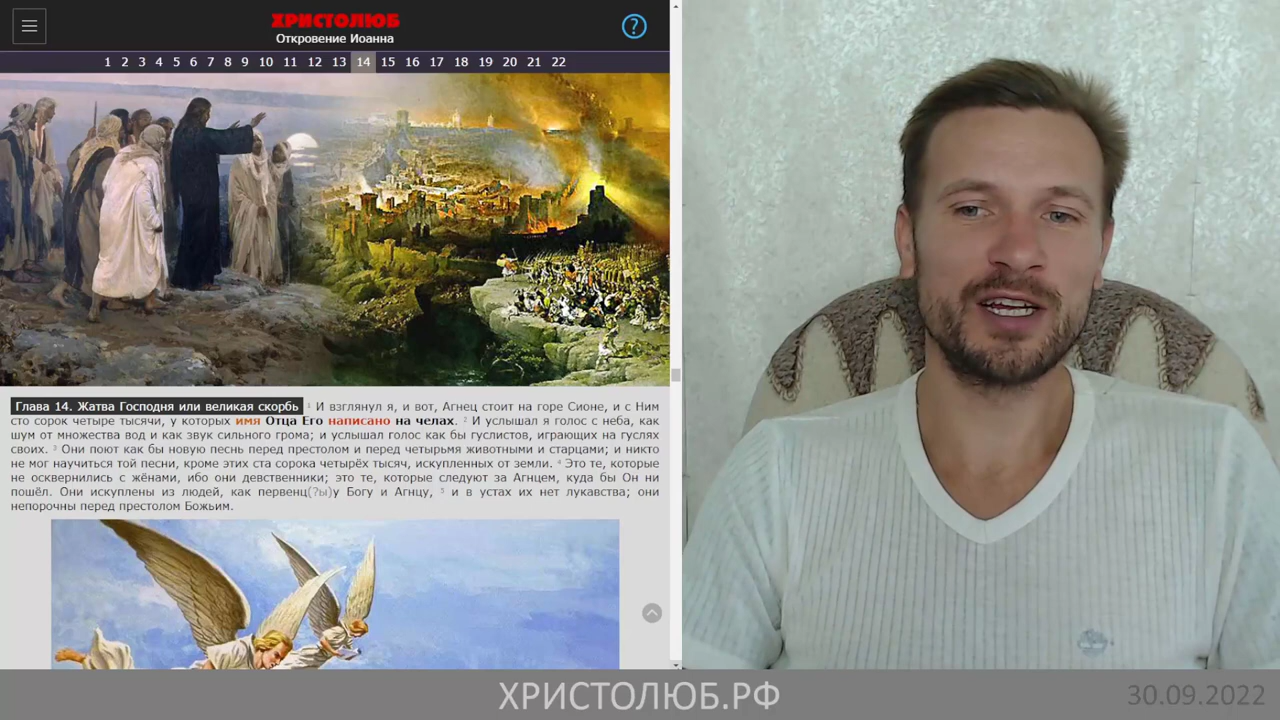 ХРИСТОЛЮБ
Откровение Иоанна
?
1 2 3 4 5 6 7 8 9 10 11 12 13 14 15 16 17 18 19 20 21 22
Глава 14. Жатва Господня или великая скорбь 1 И взглянул я, и вот, Агнец стоит на горе Сионе, и с Ним
сто сорок четыре тысячи, у которых имя Отца Его написано на челах. 2 И услышал я голос с неба, как
шум от множества вод и как звук сильного грома; и услышал голос как бы гуслистов, играющих на гуслях
своих. 3 Они поют как бы новую песнь перед престолом и перед четырьмя животными и старцами; и никто
не мог научиться той песни, кроме этих ста сорока четырёх тысяч, искупленных от земли. 4 Это те, которые
не осквернились с жёнами, ибо они девственники; это те, которые следуют за Агнцем, куда бы Он ни
пошёл. Они искуплены из людей, как первенц(?ы)у Богу и Агнцу, 5 и в устах их нет лукавства; они
непорочны перед престолом Божьим.
ХРИСТОЛЮБ.РФ
30.09.2022